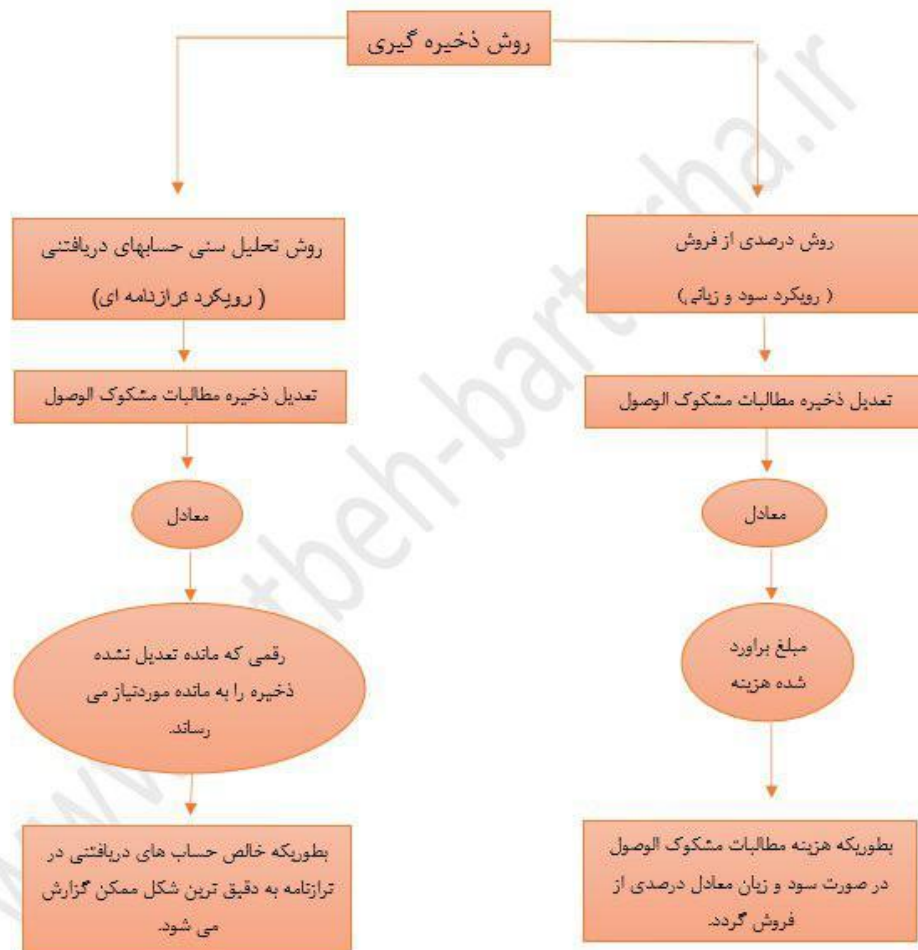 روش ذخیره گیری
روش درصدی از فروش
( رویکرد سود و زیانی)
تعدیل ذخیره مطالبات مشکوک الوصول
معادل
مبلغ براورد
شده هزینه
بطوریکه هزینه مطالبات مشکوک الوصول
در صورت سود و زیان معادل درصدی از
فروش گردد.
روش تحلیل سنی حسابهای دریافتنی
( رویکرد ترازنامه ای)
تعدیل ذخیره مطالبات مشکوک الوصول
معادل
رقمی که مانده تعدیل نشده
ذخیره را به مانده موردنیاز می
رساند.
بطوریکه خالص حساب های دریافتنی در
ترازنامه به دقیق ترین شکل ممکن گزارش
می شود.